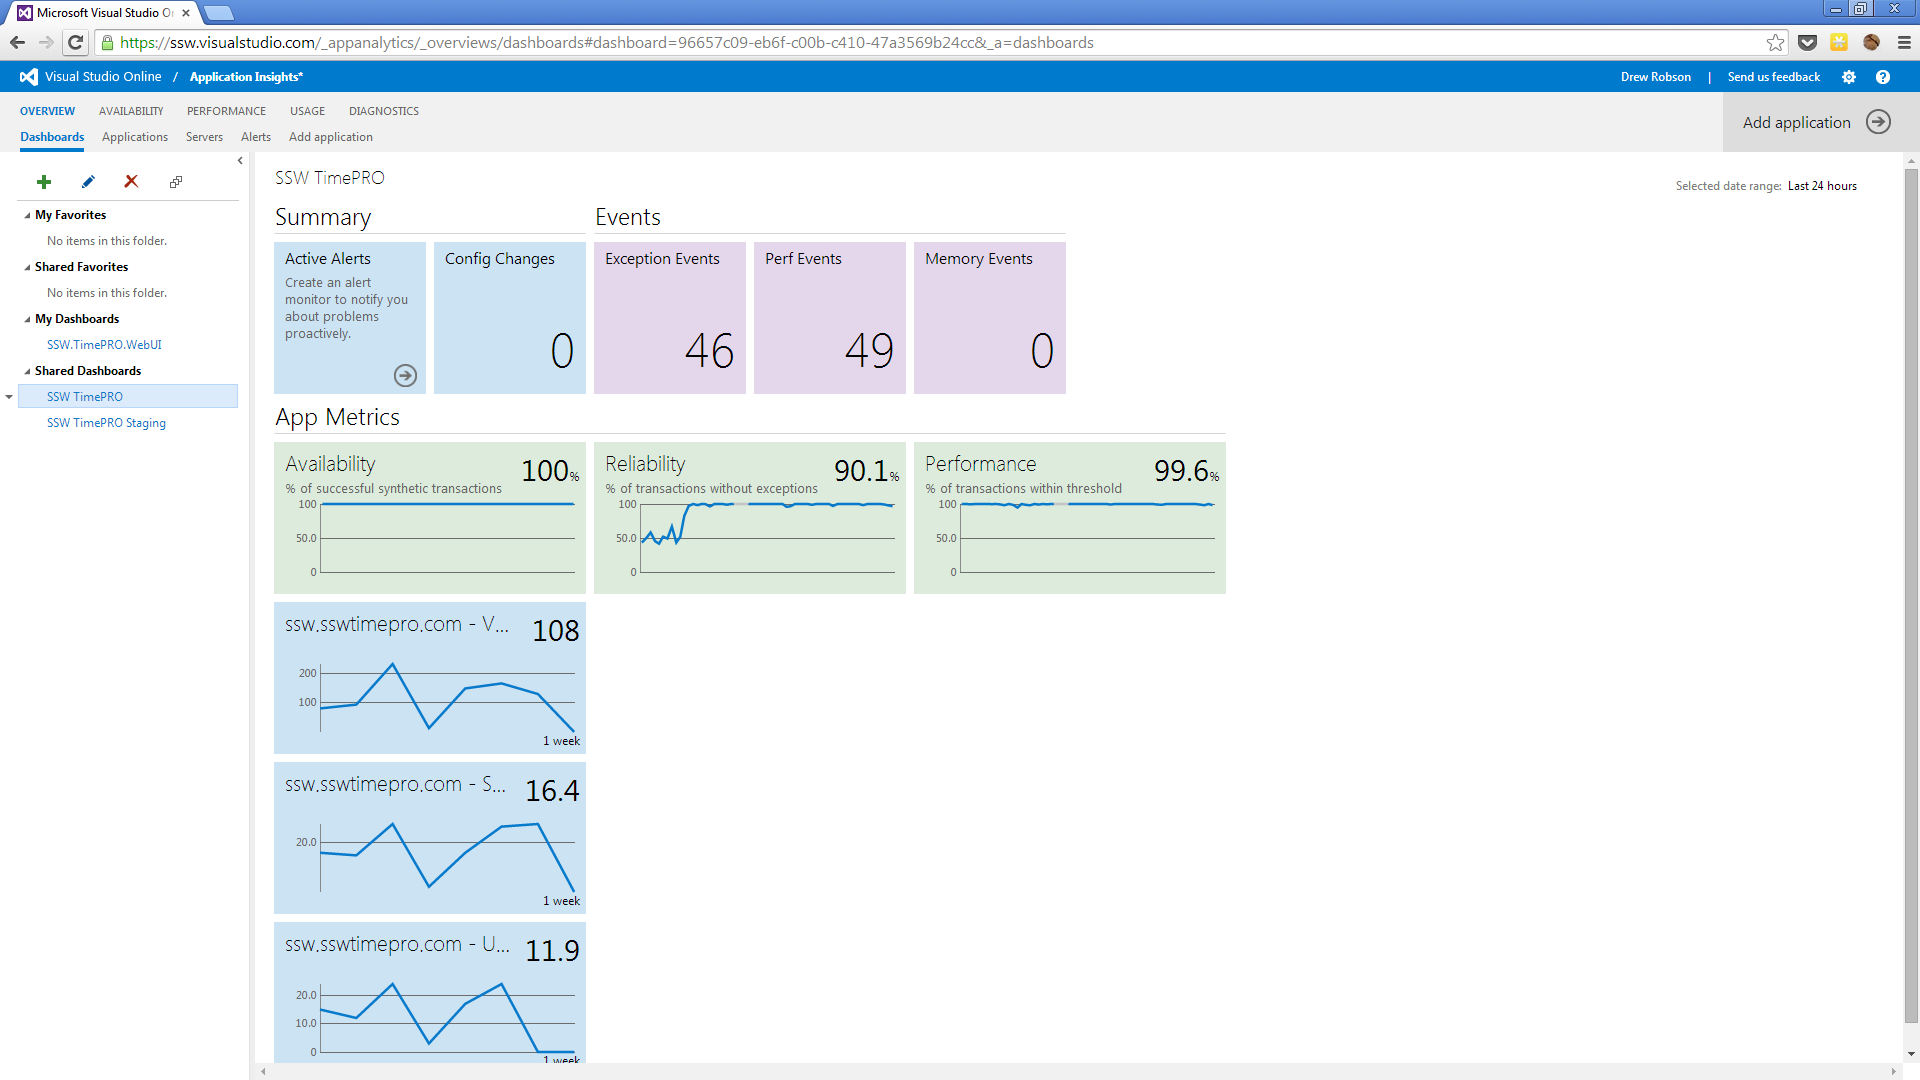 Microsoft Visual Studio O
https://ssw.visualstudio.com/_appanalytics/_overviews/dashboards#dashboard=96657c09-eb6f-c00b-c410-47a3569b24cc&_a=dashboards
Visual Studio Online / Application Insights*
Drew Robson | Send us feedback
OVERVIEW AVAILABILITY PERFORMANCE USAGE DIAGNOSTICS
Dashboards Applications Servers Alerts Add application
Add application
My Favorites
No items in this folder.
Shared Favorites
No items in this folder.
My Dashboards
SSW.TimePRO.WebUI
Shared Dashboards
SSW TimePRO
SSW TimePRO Staging
SSW TimePRO
Selected date range: Last 24 hours
Summary
Active Alerts
Create an alert
monitor to notify you
about problems
proactively.
Config Changes
0
Events
Exception Events
46
Perf Events
49
Memory Events
0
App Metrics
Availability
100%
% of successful synthetic transactions
100
50.0
0
Reliability
90.1%
% of transactions without exceptions
100
50.0
0
Performance
99.6%
% of transactions within threshold
100
50.0
0
ssw.sswtimepro.com - V...
108
200
100
1 week
ssw.sswtimepro.com - S...
16.4
20.0
1 week
ssw.sswtimepro.com - U...
11.9
20.0
10.0
0
1 week